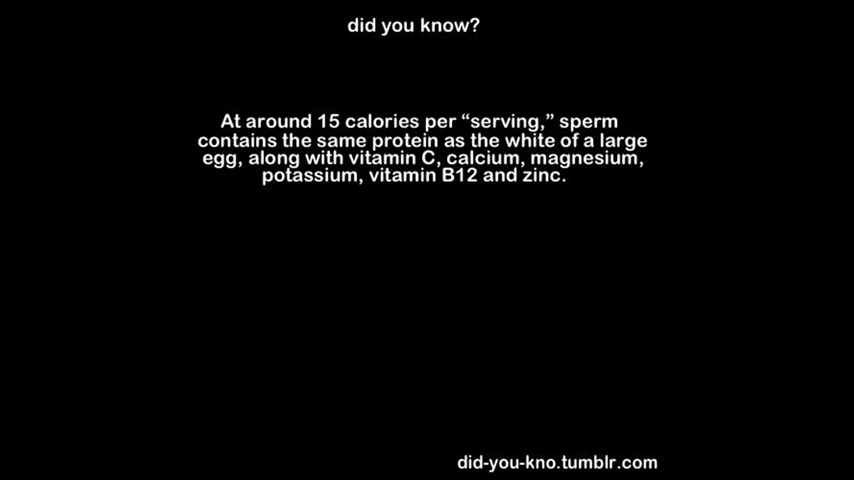 did you know?
At around 15 calories per “serving,” sperm
contains the same protein as the white of a large
egg, along with vitamin C, calcium, magnesium,
potassium, vitamin B12 and zinc.
did-you-kno.tumblr.com